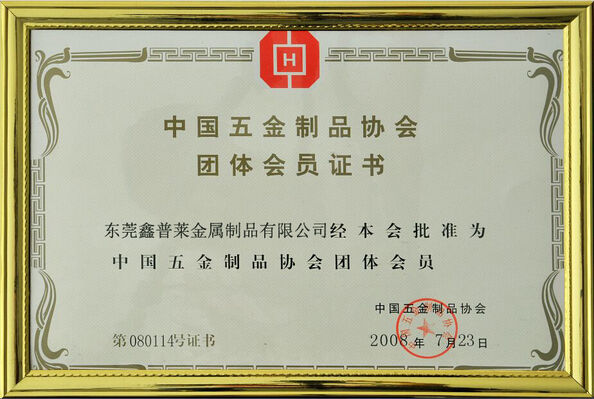 H
中国五金制品协会
团体会员证书
东莞鑫普莱金属制品有限公司经本会批准为
中国五金制品协会团体会员
中国五金制品协会
第080114号证书
2008年7月23日